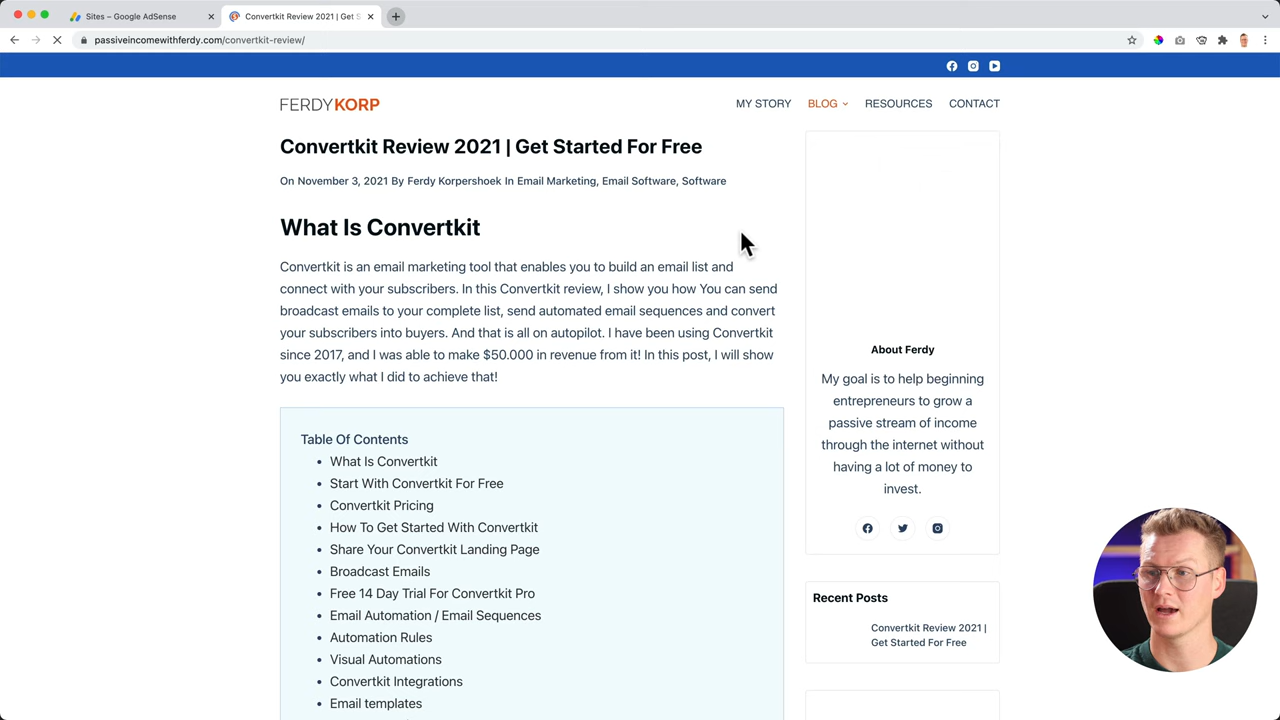 Sites – Google AdSense
Convertkit Review 2021 | Get S
passiveincomewithferdy.com/convertkit-review/
FERDYKORP
MY STORY BLOG RESOURCES CONTACT
Convertkit Review 2021 | Get Started For Free
On November 3, 2021 By Ferdy Korpershoek In Email Marketing, Email Software, Software
What Is Convertkit
Convertkit is an email marketing tool that enables you to build an email list and
connect with your subscribers. In this Convertkit review, I show you how You can send
broadcast emails to your complete list, send automated email sequences and convert
your subscribers into buyers. And that is all on autopilot. I have been using Convertkit
since 2017, and I was able to make $50.000 in revenue from it! In this post, I will show
you exactly what I did to achieve that!
Table Of Contents
• What Is Convertkit
• Start With Convertkit For Free
• Convertkit Pricing
• How To Get Started With Convertkit
• Share Your Convertkit Landing Page
• Broadcast Emails
• Free 14 Day Trial For Convertkit Pro
• Email Automation / Email Sequences
• Automation Rules
• Visual Automations
• Convertkit Integrations
• Email templates
About Ferdy
My goal is to help beginning
entrepreneurs to grow a
passive stream of income
through the internet without
having a lot of money to
invest.
Recent Posts
Convertkit Review 2021 |
Get Started For Free